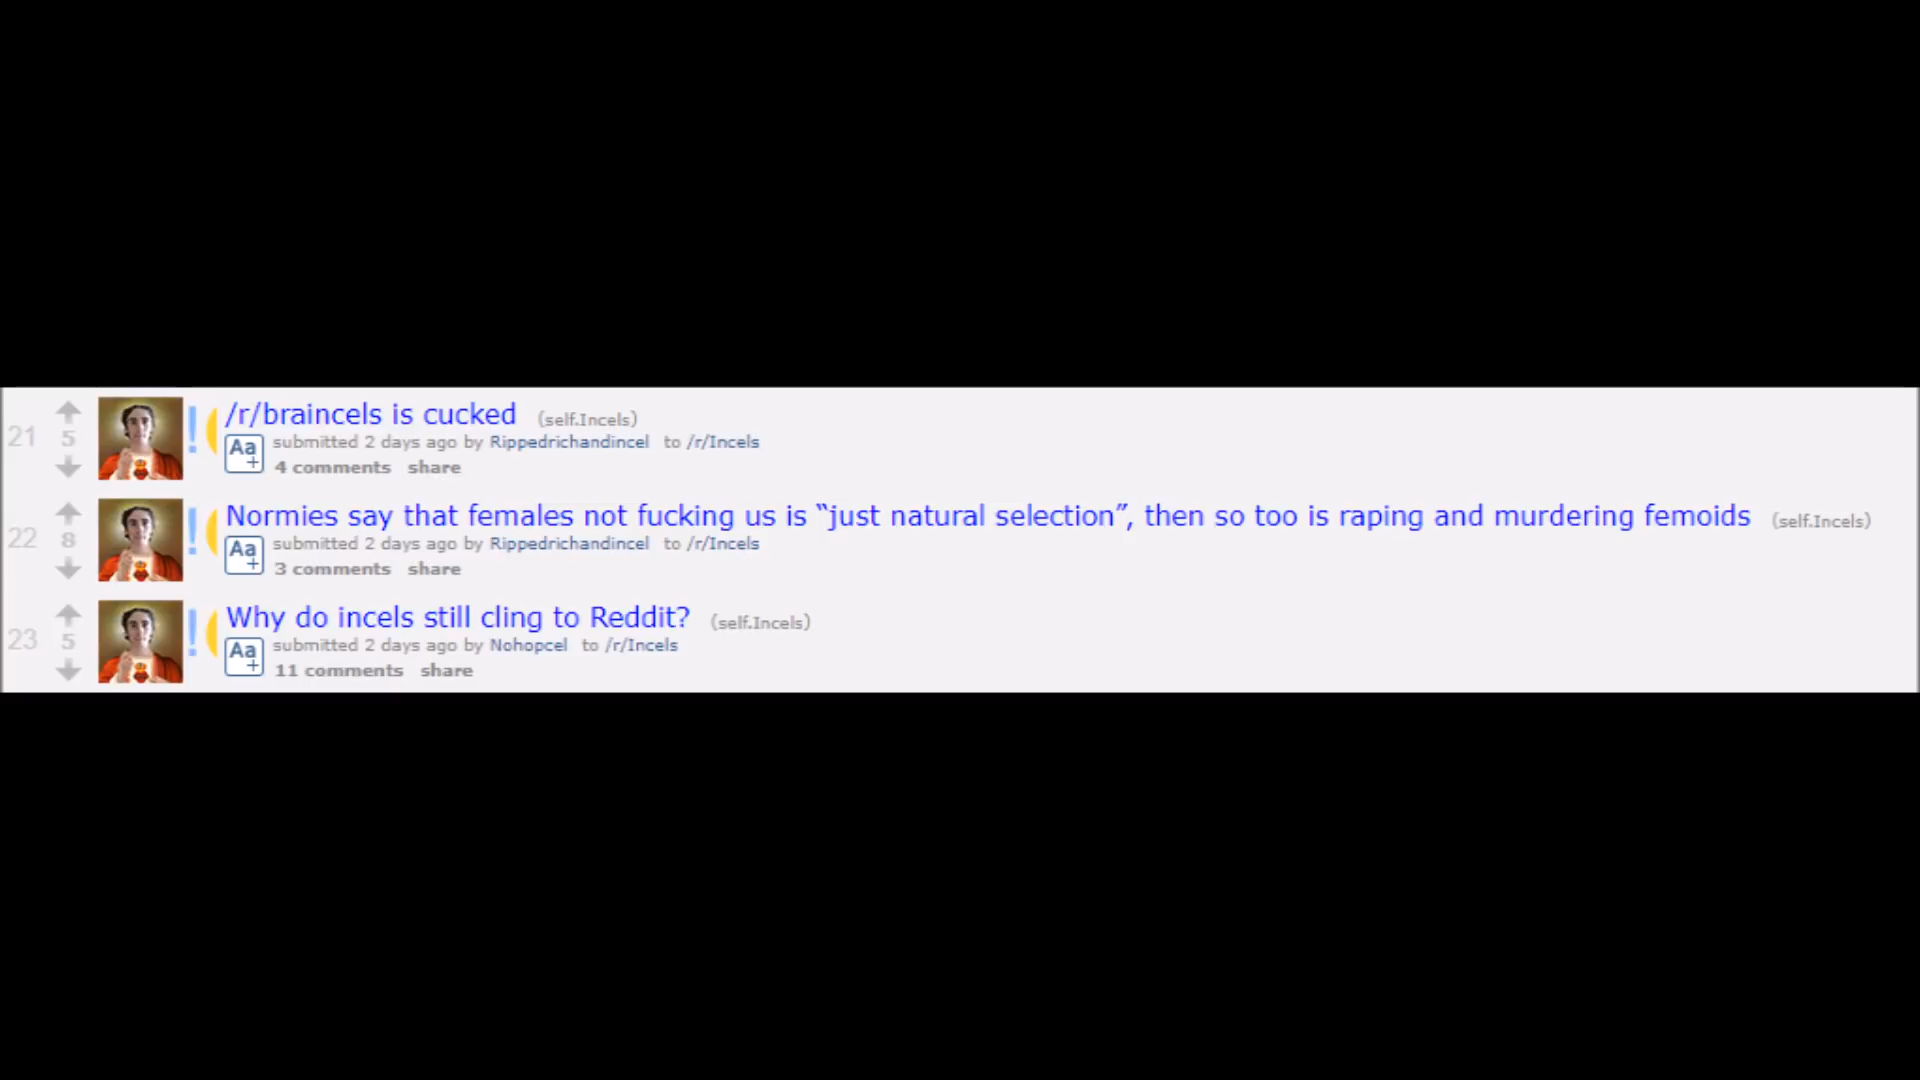 21
5
/r/braincels is cucked (self.Incels)
Aa+
submitted 2 days ago by Rippedrichandincel to /r/Incels
4 comments share
22
8
Normies say that females not fucking us is “just natural selection”, then so too is raping and murdering femoids (self.Incels)
Aa+
submitted 2 days ago by Rippedrichandincel to /r/Incels
3 comments share
23
5
Why do incels still cling to Reddit? (self.Incels)
Aa+
submitted 2 days ago by Nohopcel to /r/Incels
11 comments share